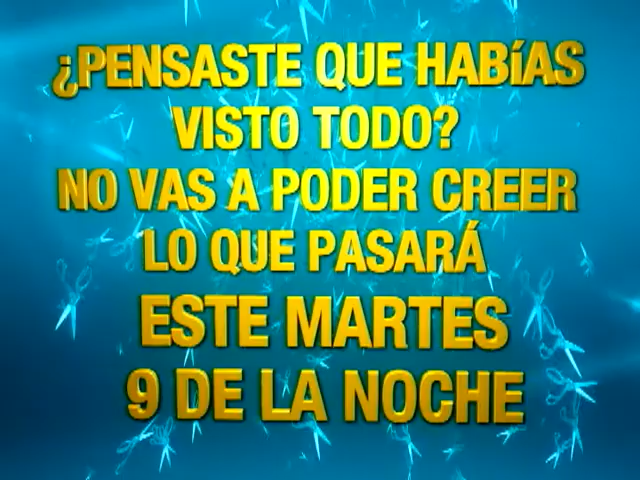 ¿PENSASTE QUE HABÍAS
VISTO TODO?
NO VAS A PODER CREER
LO QUE PASARÁ
ESTE MARTES
9 DE LA NOCHE